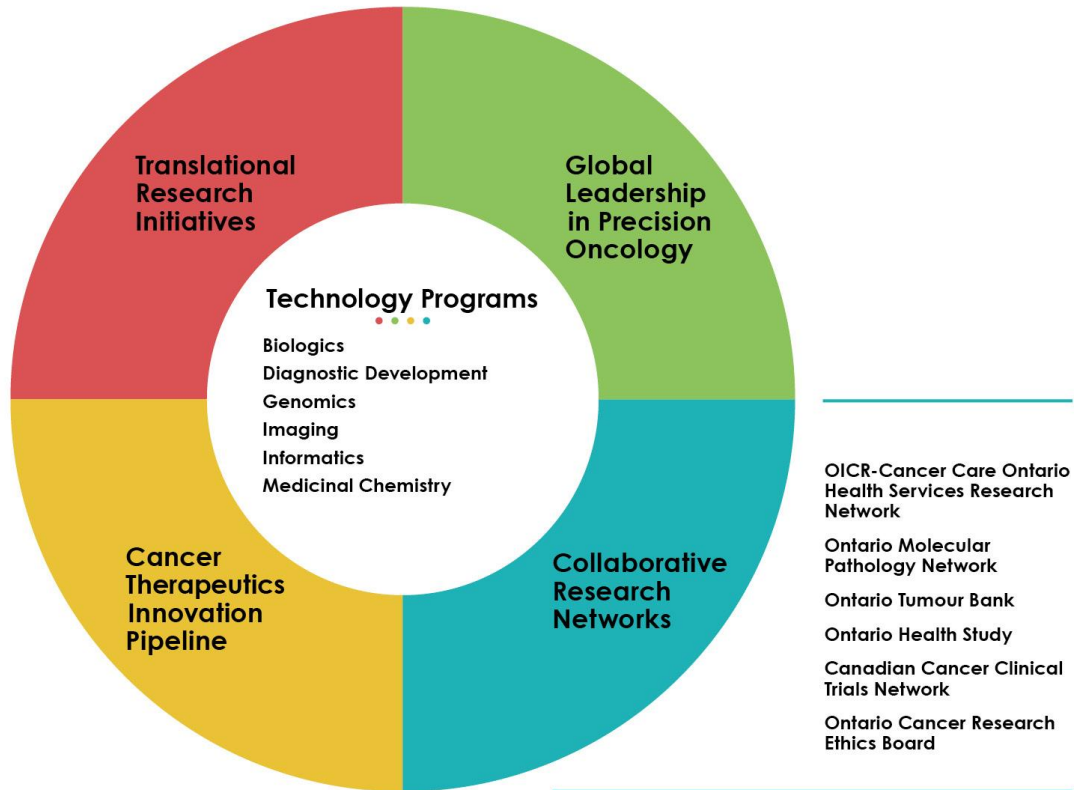 Translational
Research
Initiatives
Global
Leadership
in Precision
Oncology
Technology Programs
Biologics
Diagnostic Development
Genomics
Imaging
Informatics
Medicinal Chemistry
Cancer
Therapeutics
Innovation
Pipeline
Collaborative
Research
Networks
OICR-Cancer Care Ontario
Health Services Research
Network
Ontario Molecular
Pathology Network
Ontario Tumour Bank
Ontario Health Study
Canadian Cancer Clinical
Trials Network
Ontario Cancer Research
Ethics Board